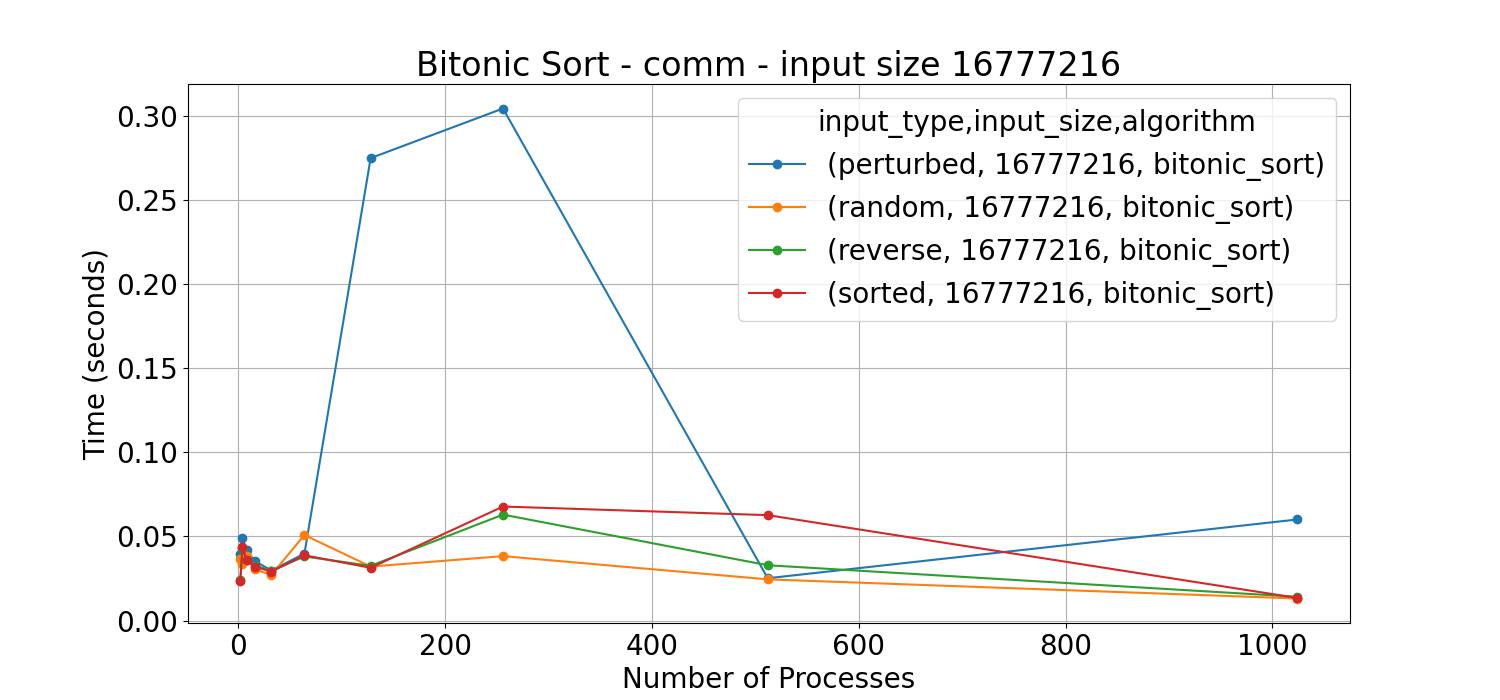 Bitonic Sort - comm - input size 16777216
input_type,input_size,algorithm
(perturbed, 16777216, bitonic_sort)
(random, 16777216, bitonic_sort)
(reverse, 16777216, bitonic_sort)
(sorted, 16777216, bitonic_sort)
Time (seconds)
0.30
0.25
0.20
0.15
0.10
0.05
0.00
0 200 400 600 800 1000
Number of Processes